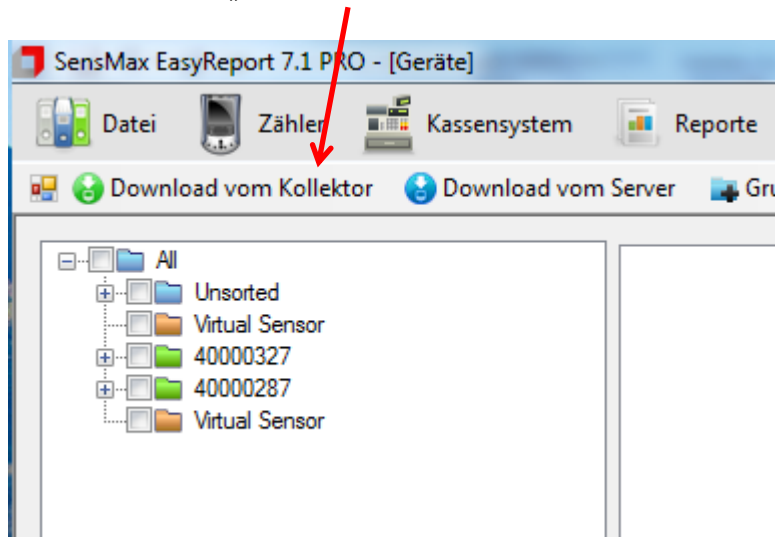 SensMax EasyReport 7.1 PRO - [Geräte]
Datei Zähler Kassensystem Reporte
Download vom Kollektor Download vom Server Gru
All
Unsorted
Virtual Sensor
40000327
40000287
Virtual Sensor